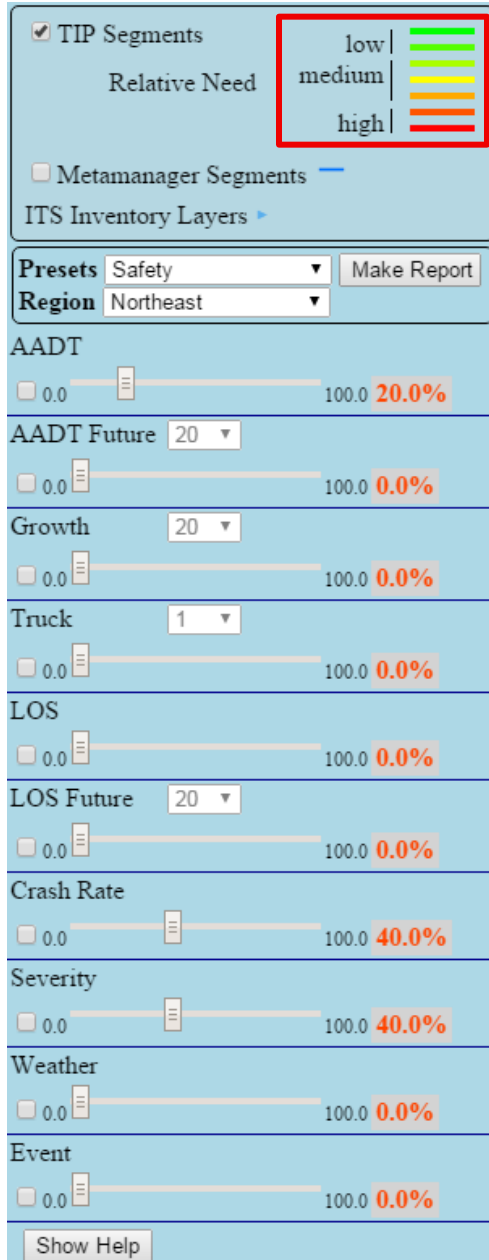 TIP Segments
low
Relative Need
medium
high
Metamanager Segments
ITS Inventory Layers
Presets Safety Make Report
Region Northeast
AADT
0.0 100.0 20.0%
AADT Future 20
0.0 100.0 0.0%
Growth 20
0.0 100.0 0.0%
Truck 1
0.0 100.0 0.0%
LOS
0.0 100.0 0.0%
LOS Future 20
0.0 100.0 0.0%
Crash Rate
0.0 100.0 40.0%
Severity
0.0 100.0 40.0%
Weather
0.0 100.0 0.0%
Event
0.0 100.0 0.0%
Show Help